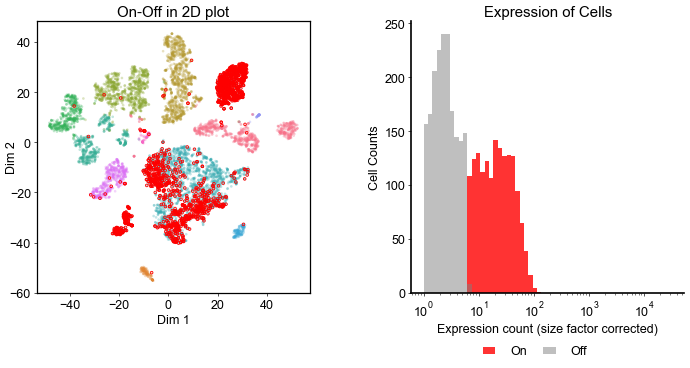 On-Off in 2D plot
Dim 2
40
20
0
−20
−40
−60
−40
−20
0
20
40
Dim 1
Expression of Cells
Cell Counts
250
200
150
100
50
0
10^0
10^1
10^2
10^3
10^4
Expression count (size factor corrected)
On
Off